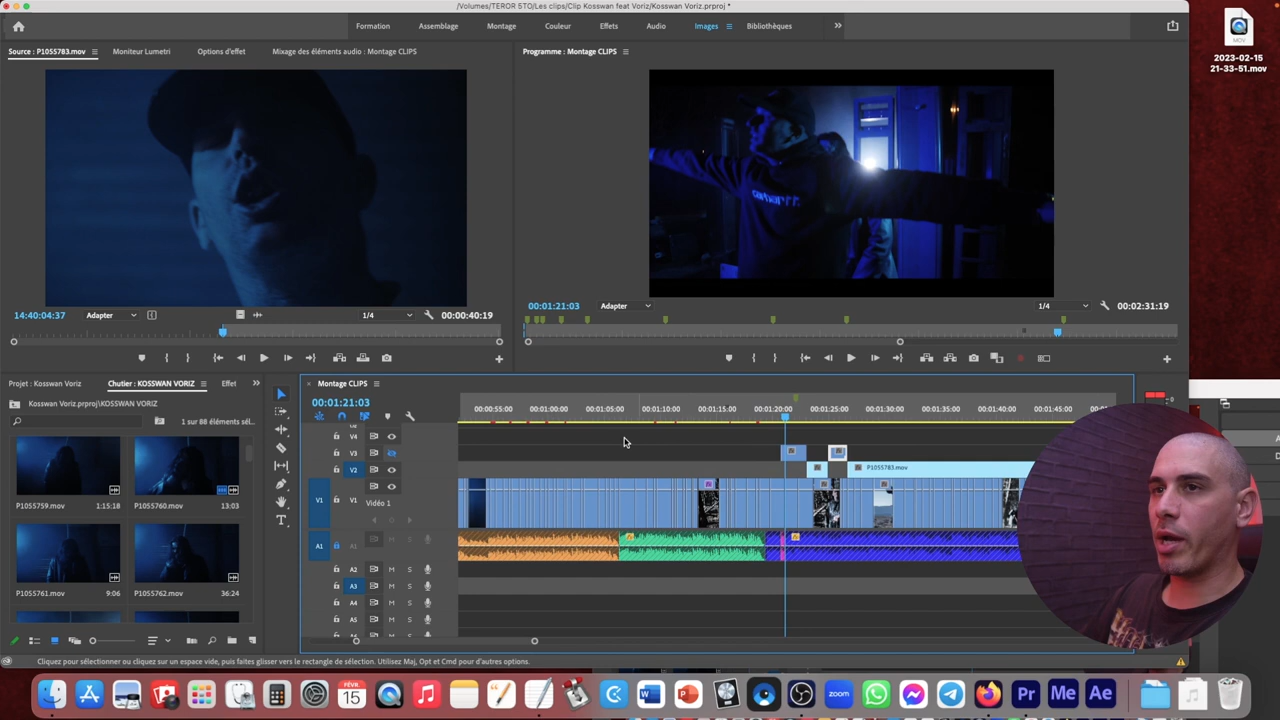 /Volumes/TEROR 5TO/Les clips/Clip Kosswan feat Voriz/Kosswan Voriz.prproj *
Formation
Assemblage
Montage
Couleur
Effets
Audio
Images
Bibliothèques
Source : P1055783.mov
Moniteur Lumetri
Options d'effet
Mixage des éléments audio : Montage CLIPS
Programme : Montage CLIPS
MOV
2023-02-15
21-33-51.mov
carhartt
14:40:04:37
Adapter
1/4
00:00:40:19
00:01:21:03
Adapter
1/4
00:02:31:19
Projet : Kosswan Voriz
Chutier : KOSSWAN VORIZ
Effet
Montage CLIPS
Kosswan Voriz.prproj\KOSSWAN VORIZ
1 sur 88 éléments sél...
00:01:21:03
00:00:55:00
00:01:00:00
00:01:05:00
00:01:10:00
00:01:15:00
00:01:20:00
00:01:25:00
00:01:30:00
00:01:35:00
00:01:40:00
00:01:45:00
V4
V3
V2
P1055783.mov
V1
V1
Vidéo 1
A1
A1
A2
M
S
A3
M
S
A4
M
S
A5
M
S
P1055759.mov
1:15:18
P1055760.mov
13:03
P1055761.mov
9:06
P1055762.mov
36:24
Cliquez pour sélectionner ou cliquez sur un espace vide, puis faites glisser vers le rectangle de sélection. Utilisez Maj, Opt et Cmd pour d'autres options.
FÉVR.
15
zoom
Pr
Me
Ae